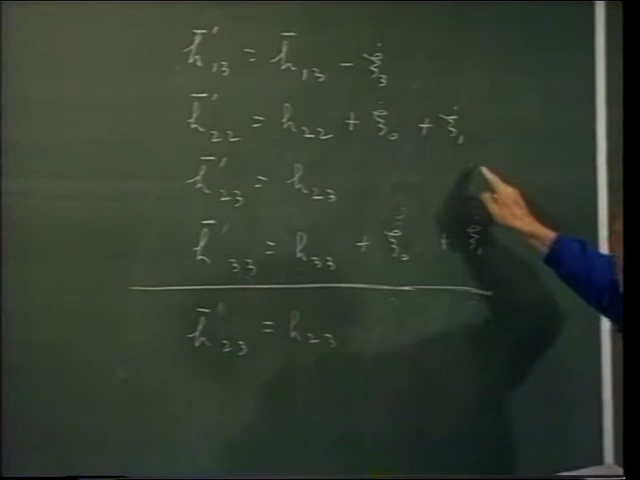 h̄'₁₃ = h̄₁₃ - ξ̇₃
h̄'₂₂ = h₂₂ + ξ̇₀ + ξ̇₁
h̄'₂₃ = h₂₃
h̄'₃₃ = h₃₃ + ξ̇₀ + ξ̇₁
h̄'₂₃ = h₂₃